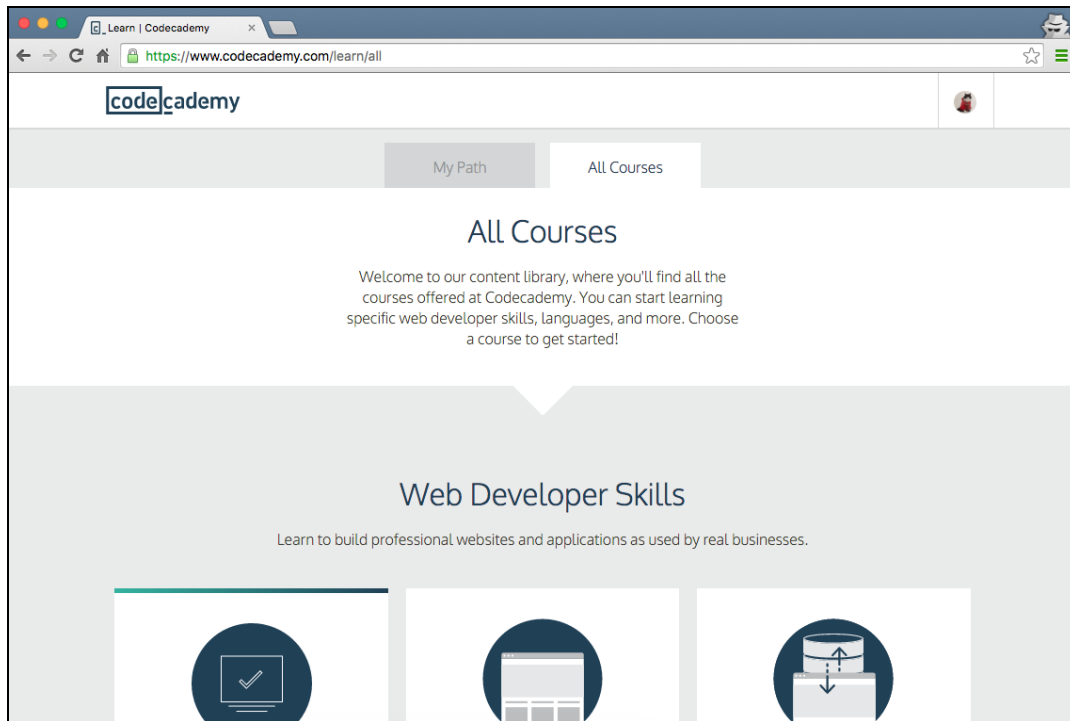 Learn | Codecademy
https://www.codecademy.com/learn/all
codecademy
My Path
All Courses
All Courses
Welcome to our content library, where you'll find all the
courses offered at Codecademy. You can start learning
specific web developer skills, languages, and more. Choose
a course to get started!
Web Developer Skills
Learn to build professional websites and applications as used by real businesses.